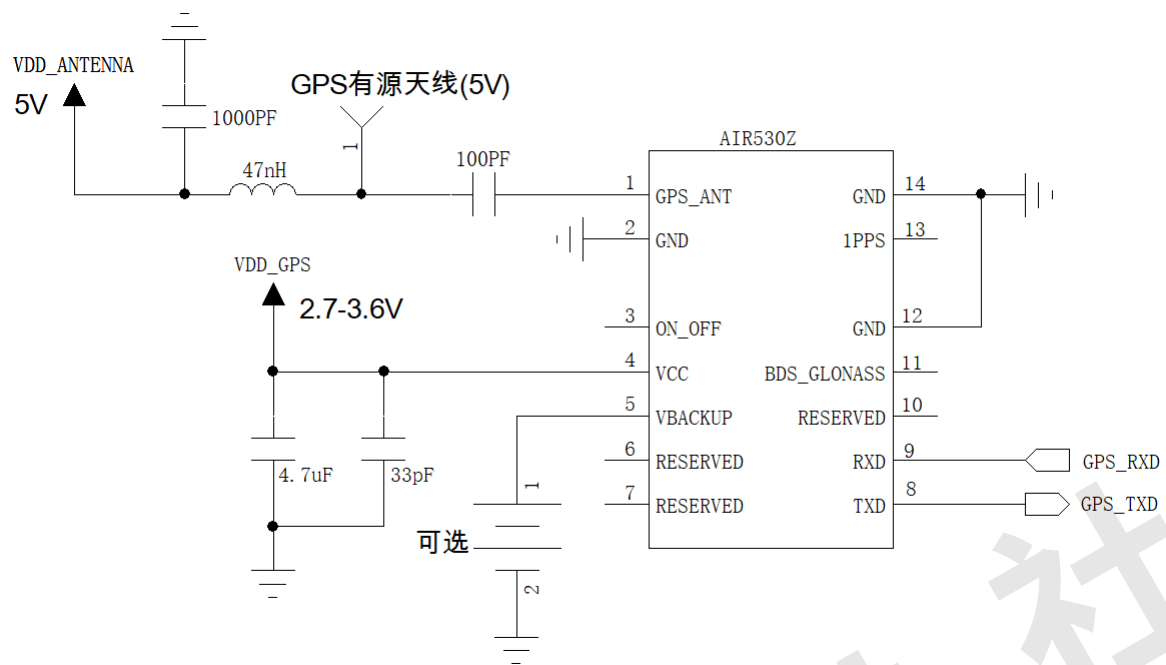 VDD_ANTENNA
5V
1000PF
GPS有源天线(5V)
47nH
1
100PF
AIR530Z
1
GPS_ANT
GND
14
2
GND
1PPS
13
VDD_GPS
2.7-3.6V
3
ON_OFF
GND
12
4
VCC
BDS_GLONASS
11
5
VBACKUP
RESERVED
10
6
RESERVED
RXD
9
GPS_RXD
7
RESERVED
TXD
8
GPS_TXD
4.7uF
33pF
1
可选
2
社